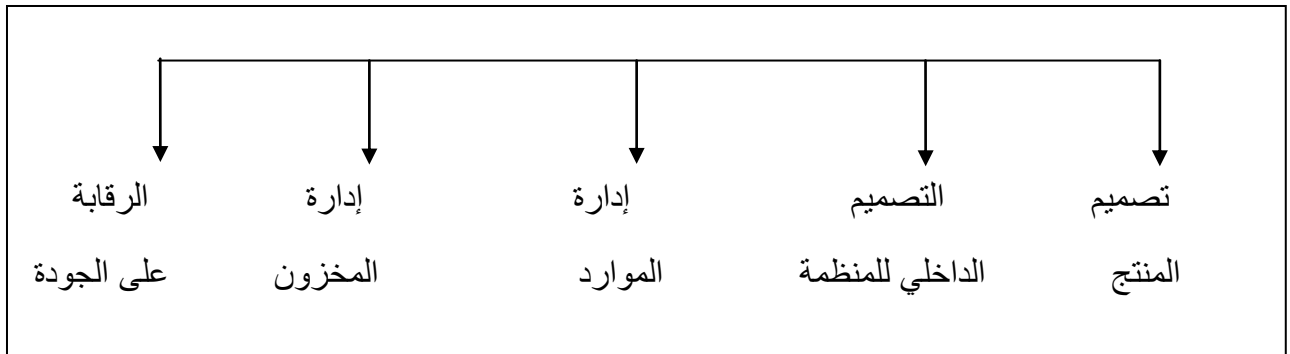 تصميم التصميم إدارة إدارة الرقابة
المنتج الداخلي للمنظمة الموارد المخزون على الجودة